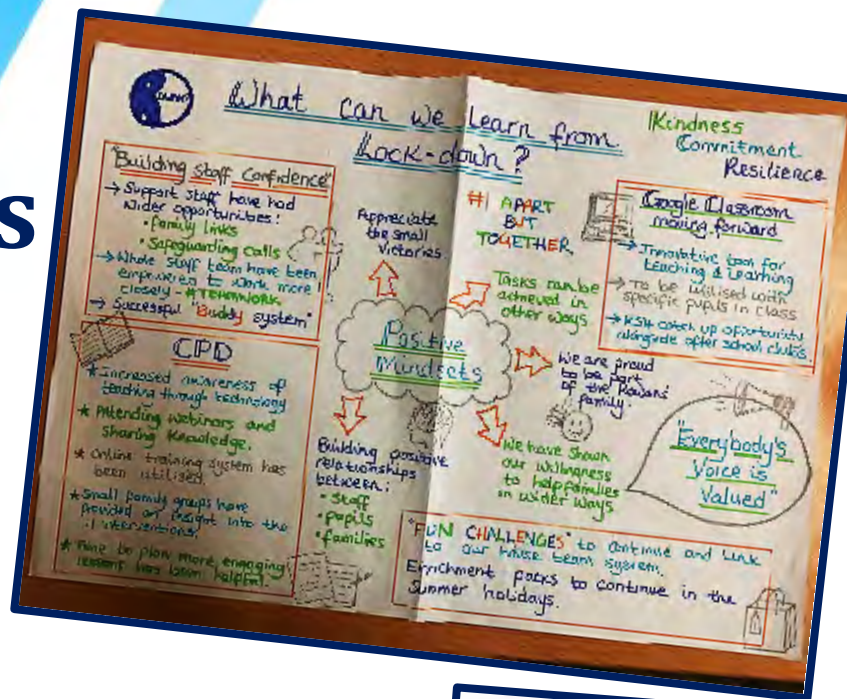 s
What can we learn from
Lock-down?
Kindness
Commitment
Resilience
"Building Staff Confidence"
→ Support Staff have had
wider opportunities:
• family links
• safeguarding calls
→ Whole staff team have been
empowered to work more
closely - #TEAMWORK
→ Successful "Buddy system"
CPD
★ Increased awareness of
teaching through technology
★ Attending webinars and
sharing knowledge.
★ Online training system has
been utilised.
★ Small family groups have
provided an insight into the
interventions.
★ Time to plan more engaging
lessons has been helpful.
Appreciate
the small
victories.
#1 APART
BUT
TOGETHER
Tasks can be
achieved in
other ways
Positive
Mindsets
We are proud
to be part
of the Rowans'
family.
We have shown
our willingness
to help families
in wider ways
Building positive
relationships
between:
• staff
• pupils
• families
Google Classroom
moving forward
→ Innovative tool for
teaching & learning
→ To be utilised with
specific pupils in class
→ KS4 catch up opportunity
alongside after school clubs.
"Everybody's
Voice is
Valued"
"FUN CHALLENGES" to continue and link
to our house team system.
Enrichment packs to continue in the
Summer holidays.